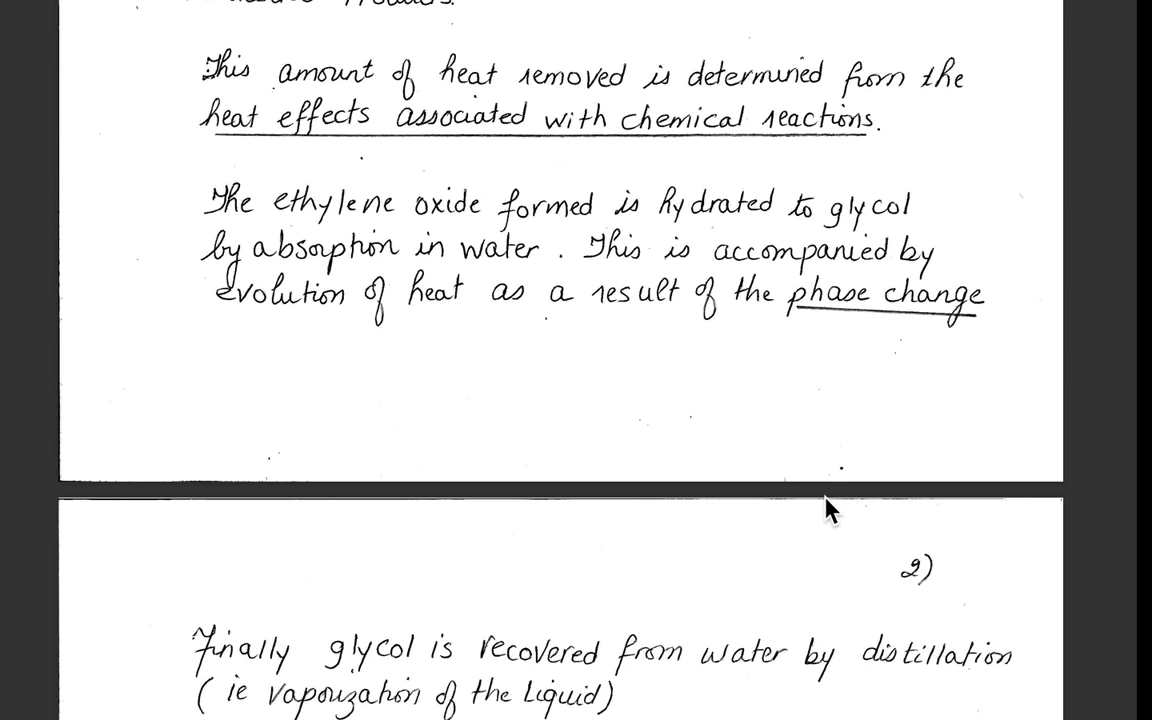 This amount of heat removed is determined from the
heat effects associated with chemical reactions.
The ethylene oxide formed is hydrated to glycol
by absorption in water. This is accompanied by
evolution of heat as a result of the phase change
2)
Finally glycol is recovered from water by distillation
(ie vaporization of the liquid)